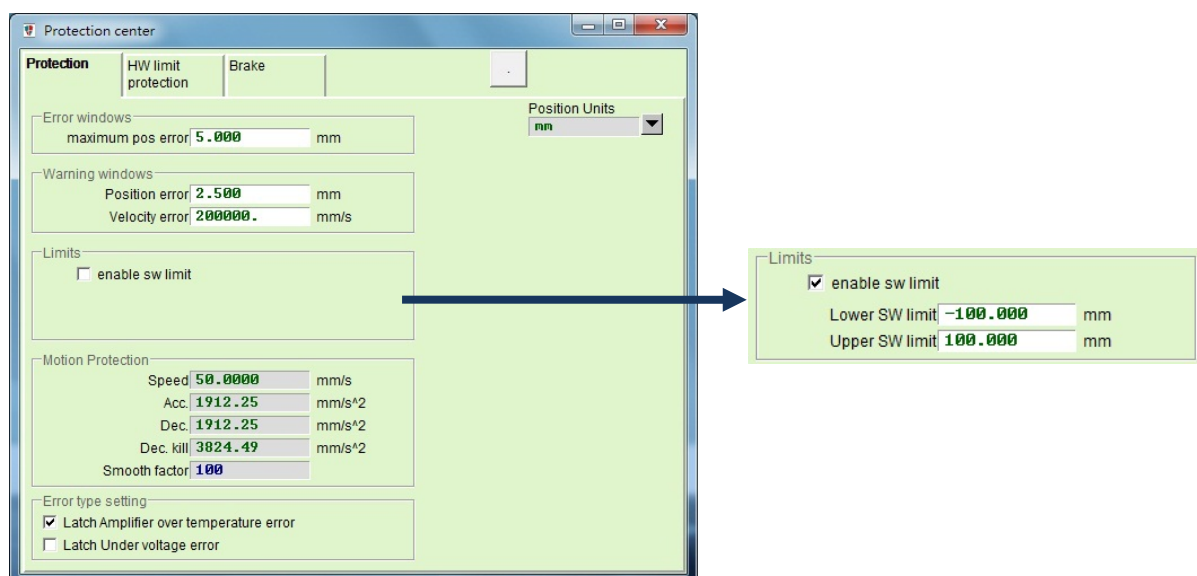 Protection center
Protection
HW limit
protection
Brake
.
Position Units
mm
Error windows
maximum pos error 5.000 mm
Warning windows
Position error 2.500 mm
Velocity error 200000. mm/s
Limits
enable sw limit
Motion Protection
Speed 50.0000 mm/s
Acc. 1912.25 mm/s^2
Dec. 1912.25 mm/s^2
Dec. kill 3824.49 mm/s^2
Smooth factor 100
Error type setting
Latch Amplifier over temperature error
Latch Under voltage error
Limits
enable sw limit
Lower SW limit -100.000 mm
Upper SW limit 100.000 mm